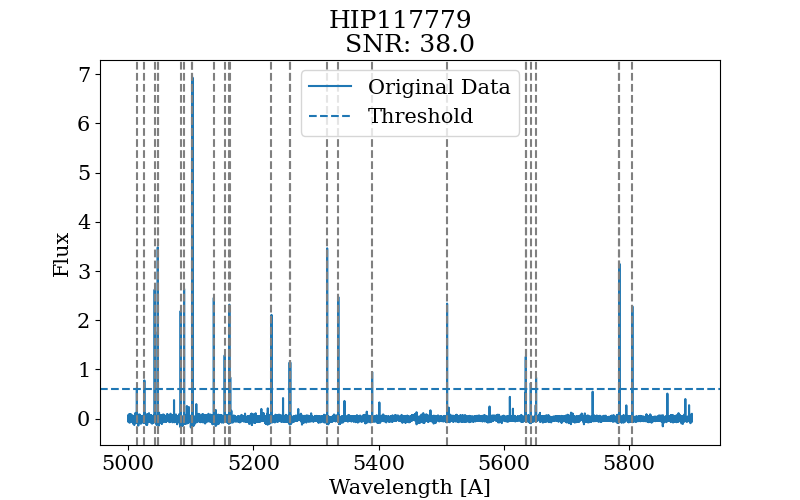 HIP117779
SNR: 38.0
Original Data
Threshold
Flux
7
6
5
4
3
2
1
0
5000 5200 5400 5600 5800
Wavelength [A]